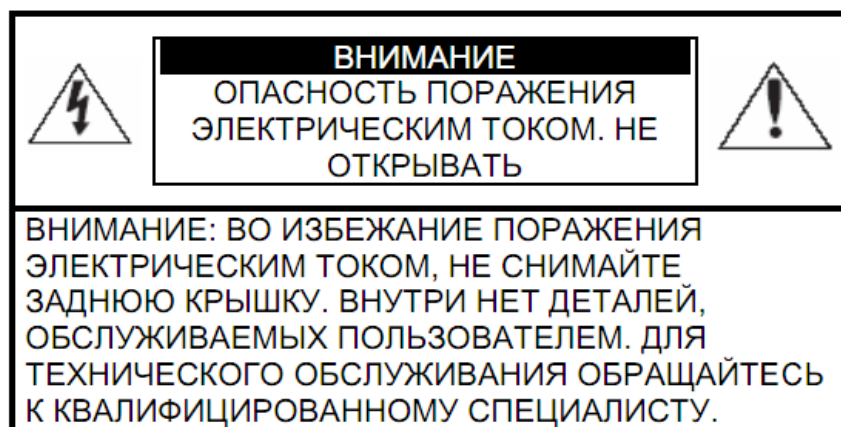 ВНИМАНИЕ
ОПАСНОСТЬ ПОРАЖЕНИЯ
ЭЛЕКТРИЧЕСКИМ ТОКОМ. НЕ
ОТКРЫВАТЬ
ВНИМАНИЕ: ВО ИЗБЕЖАНИЕ ПОРАЖЕНИЯ
ЭЛЕКТРИЧЕСКИМ ТОКОМ, НЕ СНИМАЙТЕ
ЗАДНЮЮ КРЫШКУ. ВНУТРИ НЕТ ДЕТАЛЕЙ,
ОБСЛУЖИВАЕМЫХ ПОЛЬЗОВАТЕЛЕМ. ДЛЯ
ТЕХНИЧЕСКОГО ОБСЛУЖИВАНИЯ ОБРАЩАЙТЕСЬ
К КВАЛИФИЦИРОВАННОМУ СПЕЦИАЛИСТУ.